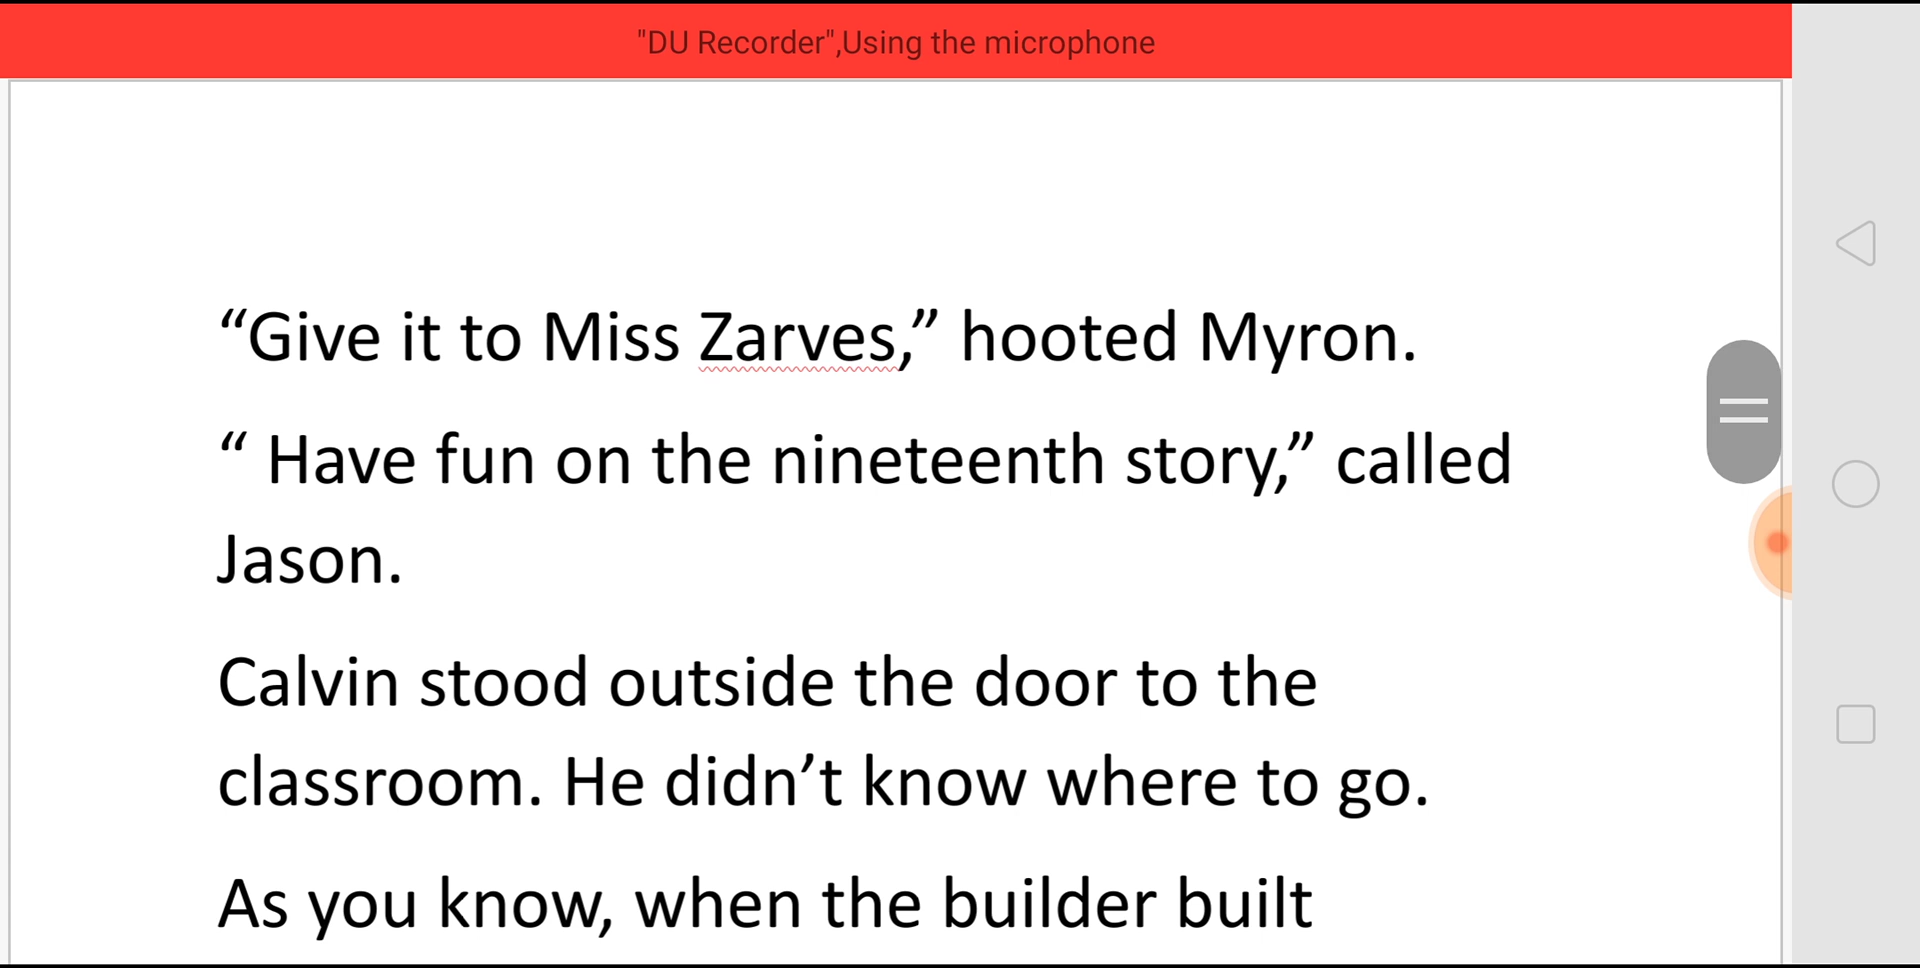 "DU Recorder",Using the microphone
“Give it to Miss Zarves,” hooted Myron.
“ Have fun on the nineteenth story,” called
Jason.
Calvin stood outside the door to the
classroom. He didn’t know where to go.
As you know, when the builder built